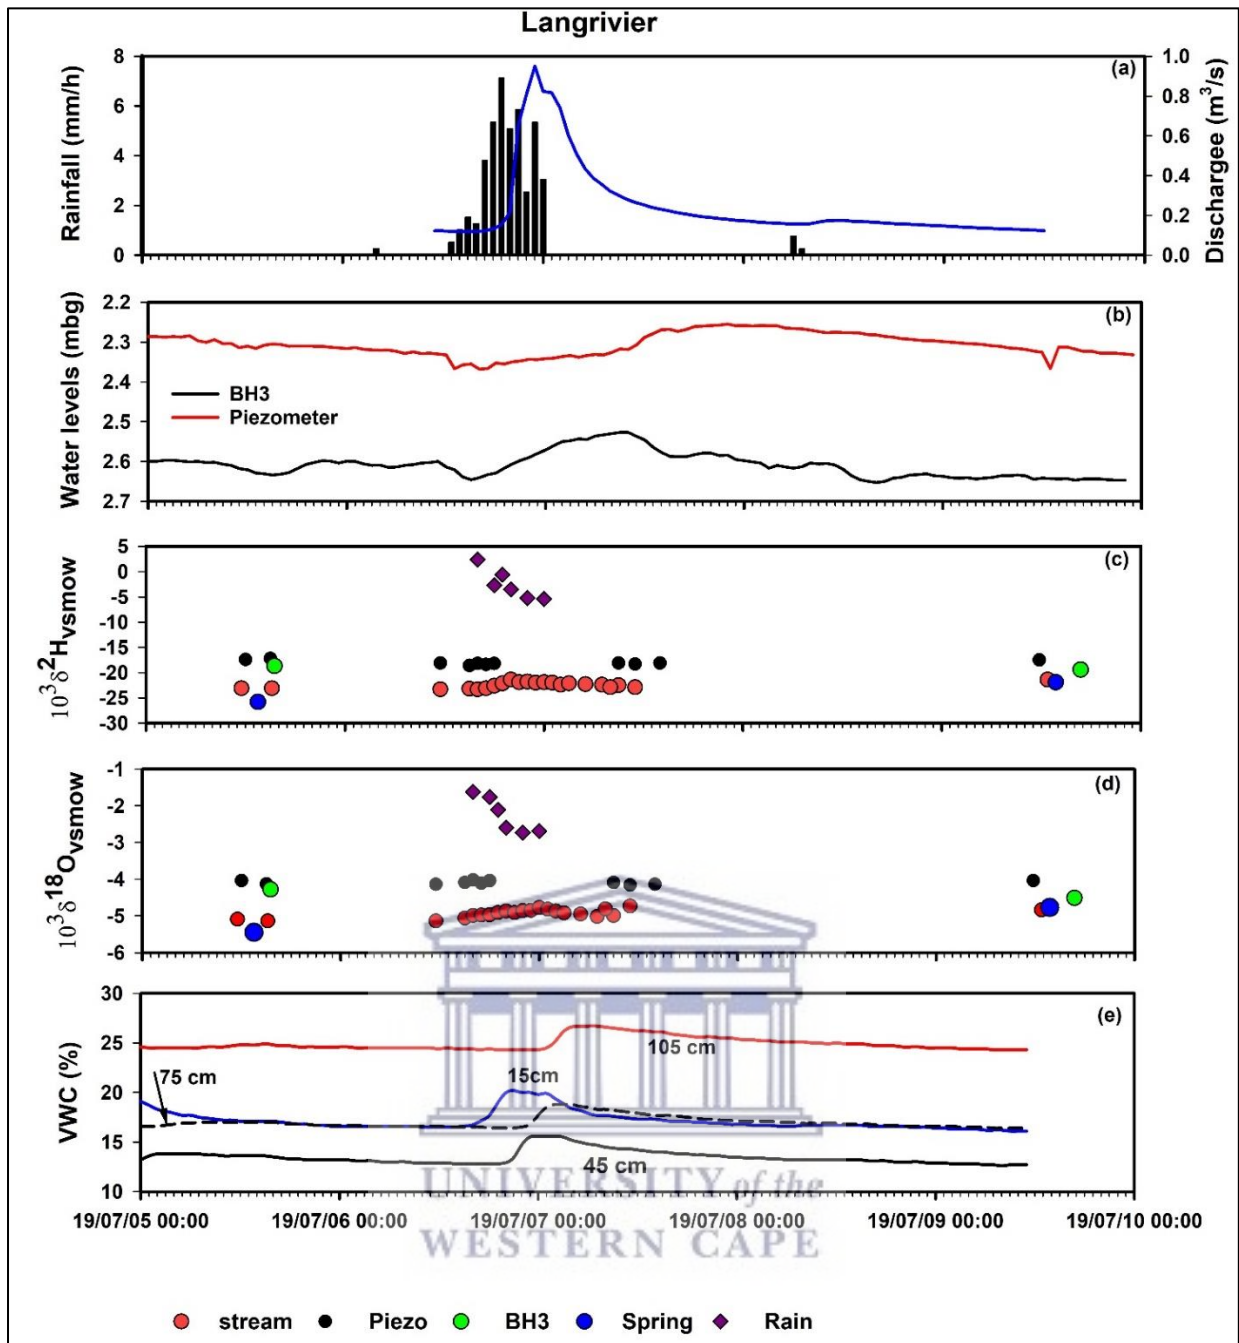 Langrivier
(a)
Rainfall (mm/h)
8
6
4
2
0
1.0
0.8
0.6
0.4
0.2
0.0
Dischargee (m³/s)
(b)
Water levels (mbg)
2.2
2.3
2.4
2.5
2.6
2.7
BH3
Piezometer
(c)
10³δ²Hvsmow
5
0
-5
-10
-15
-20
-25
-30
(d)
10³δ¹⁸Ovsmow
-1
-2
-3
-4
-5
-6
(e)
VWC (%)
30
25
20
15
10
105 cm
75 cm
15cm
45 cm
UNIVERSITY of the
19/07/05 00:00 19/07/06 00:00 19/07/07 00:00 19/07/08 00:00 19/07/09 00:00 19/07/10 00:00
WESTERN CAPE
stream Piezo BH3 Spring Rain